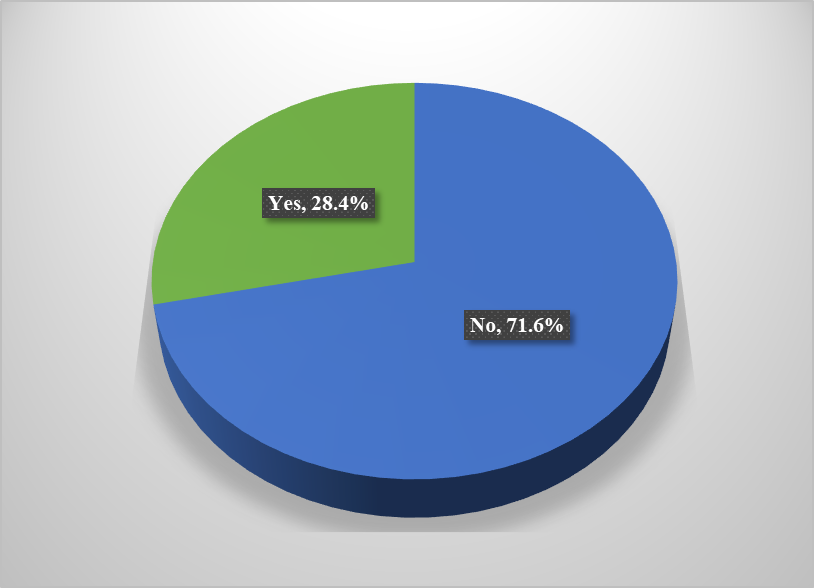 Yes, 28.4%
No, 71.6%